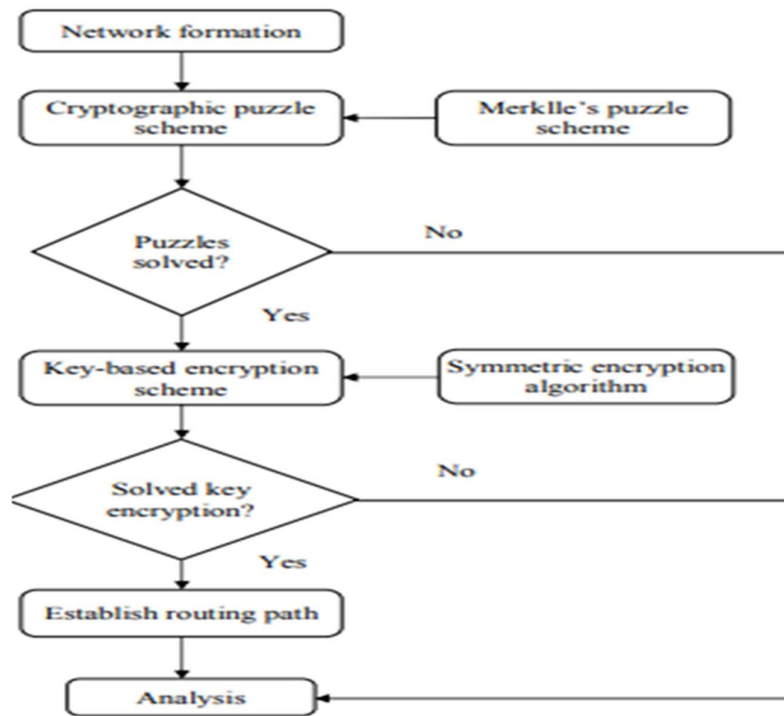 Network formation
Cryptographic puzzle
scheme
Merklle's puzzle
scheme
Puzzles
solved?
No
Yes
Key-based encryption
scheme
Symmetric encryption
algorithm
Solved key
encryption?
No
Yes
Establish routing path
Analysis